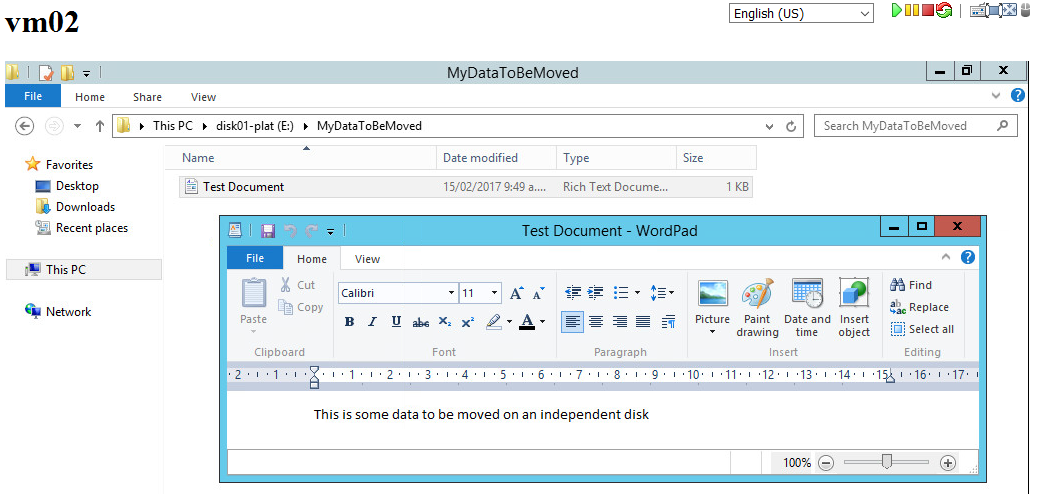 vm02
English (US)
MyDataToBeMoved
File Home Share View
This PC disk01-plat (E:) MyDataToBeMoved
Search MyDataToBeMoved
Favorites
Desktop
Downloads
Recent places
This PC
Network
Name Date modified Type Size
Test Document 15/02/2017 9:49 a.... Rich Text Docume... 1 KB
Test Document - WordPad
File Home View
Paste
Cut
Copy
Clipboard
Calibri 11
B I U abc X₂ X² A
Font
Paragraph
Picture
Paint drawing
Date and time
Insert object
Insert
Find
Replace
Select all
Editing
2 1 1 2 3 4 5 6 7 8 9 10 11 12 13 14 15 16 17
This is some data to be moved on an independent disk
100%